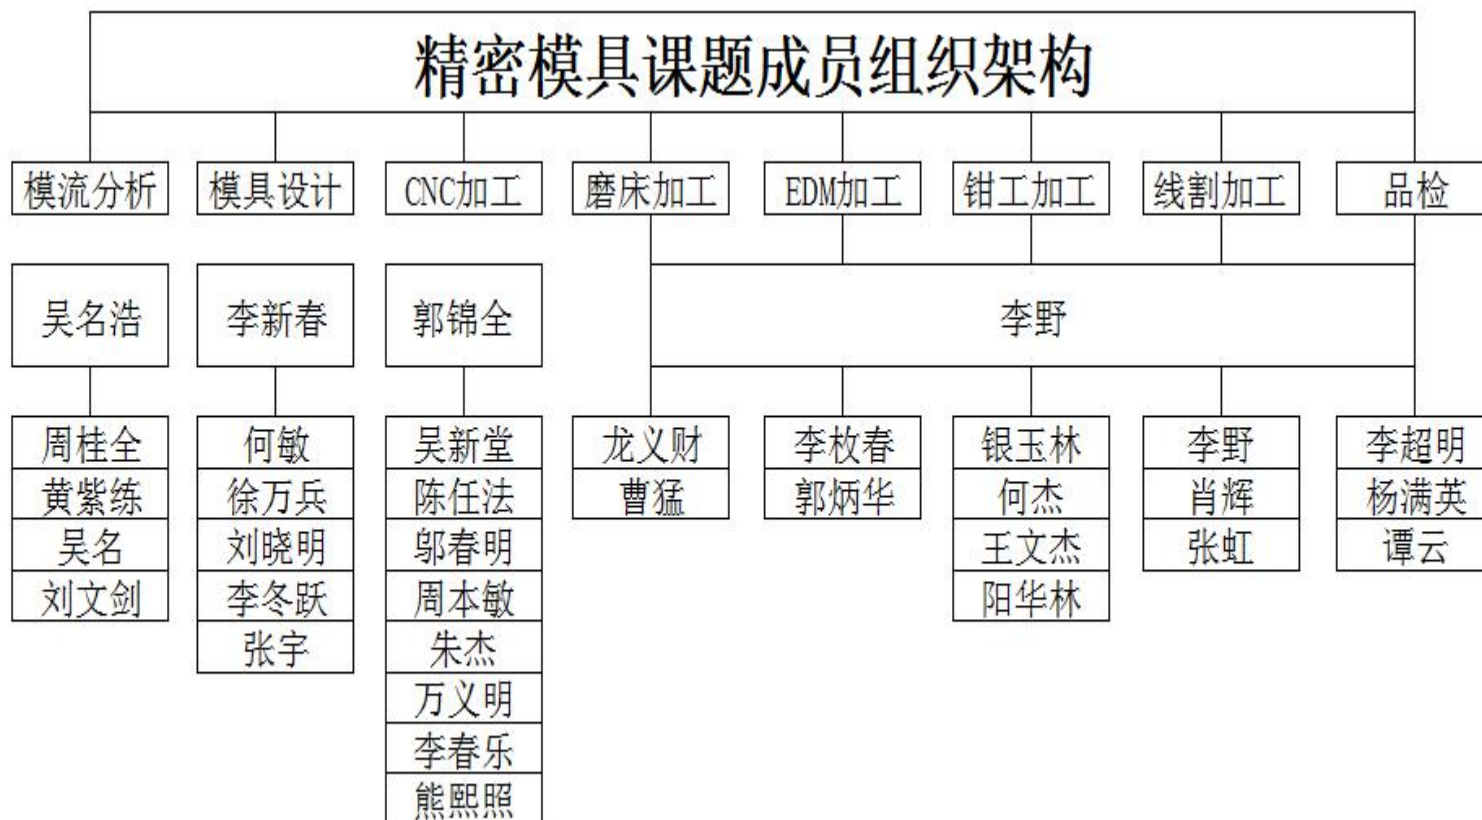 精密模具课题成员组织架构
模流分析 模具设计 CNC加工 磨床加工 EDM加工 钳工加工 线割加工 品检
吴名浩 李新春 郭锦全 李野
周桂全 何敏 吴新堂 龙义财 李枚春 银玉林 李野 李超明
黄紫练 徐万兵 陈任法 曹猛 郭炳华 何杰 肖辉 杨满英
吴名 刘晓明 邬春明 王文杰 张虹 谭云
刘文剑 李冬跃 周本敏 阳华林
张宇 朱杰
万义明
李春乐
熊熙照